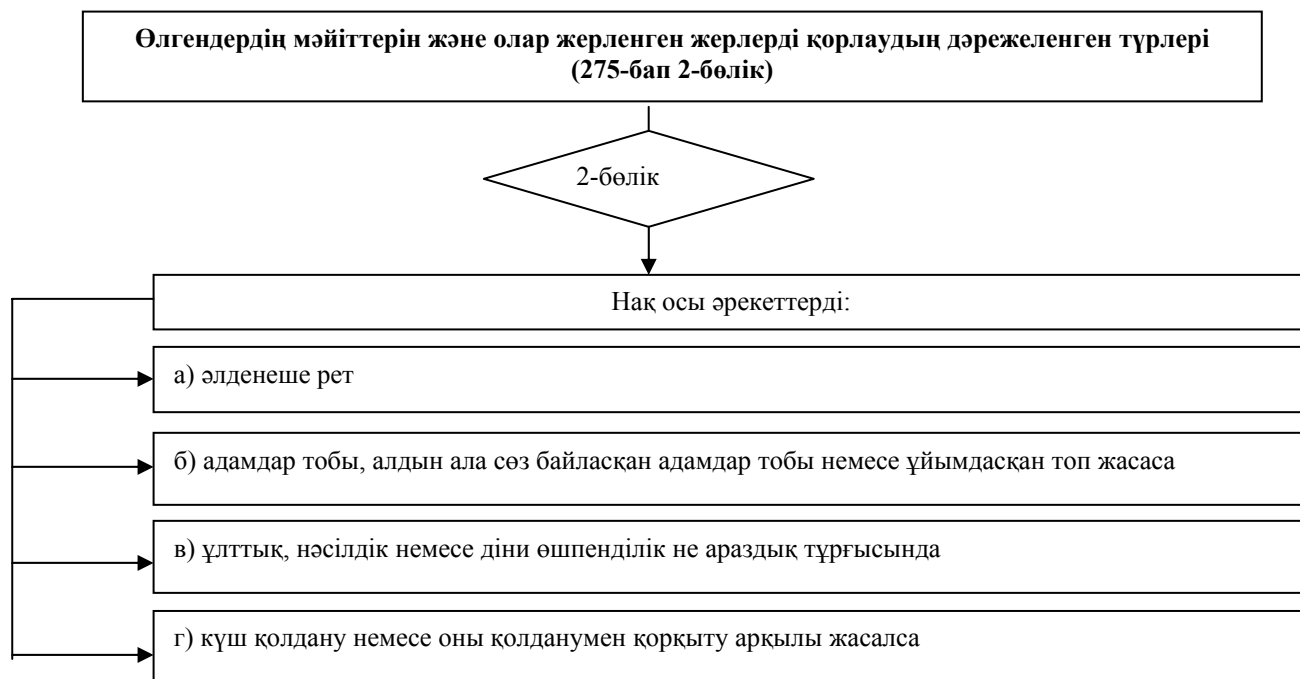 Өлгендердің мәйіттерін және олар жерленген жерлерді қорлаудың дәрежеленген түрлері
(275-бап 2-бөлік)
2-бөлік
Нақ осы әрекеттерді:
а) әлденеше рет
б) адамдар тобы, алдын ала сөз байласқан адамдар тобы немесе ұйымдасқан топ жасаса
в) ұлттық, нәсілдік немесе діни өшпенділік не араздық тұрғысында
г) күш қолдану немесе оны қолданумен қорқыту арқылы жасалса